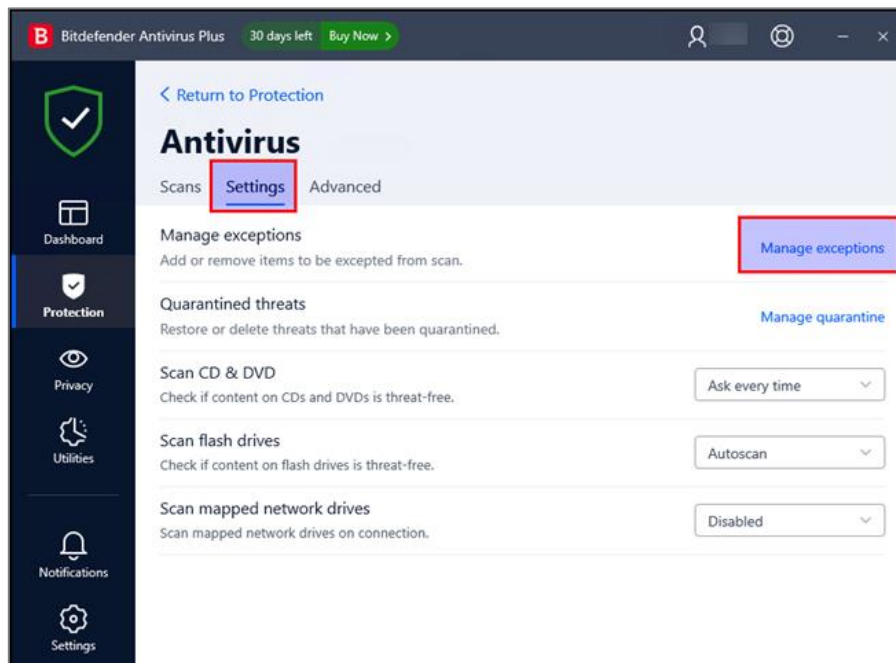 B Bitdefender Antivirus Plus 30 days left Buy Now >
< Return to Protection
Antivirus
Scans Settings Advanced
Dashboard
Protection
Privacy
Utilities
Notifications
Settings
Manage exceptions
Add or remove items to be excepted from scan.
Manage exceptions
Quarantined threats
Restore or delete threats that have been quarantined.
Manage quarantine
Scan CD & DVD
Check if content on CDs and DVDs is threat-free.
Ask every time
Scan flash drives
Check if content on flash drives is threat-free.
Autoscan
Scan mapped network drives
Scan mapped network drives on connection.
Disabled